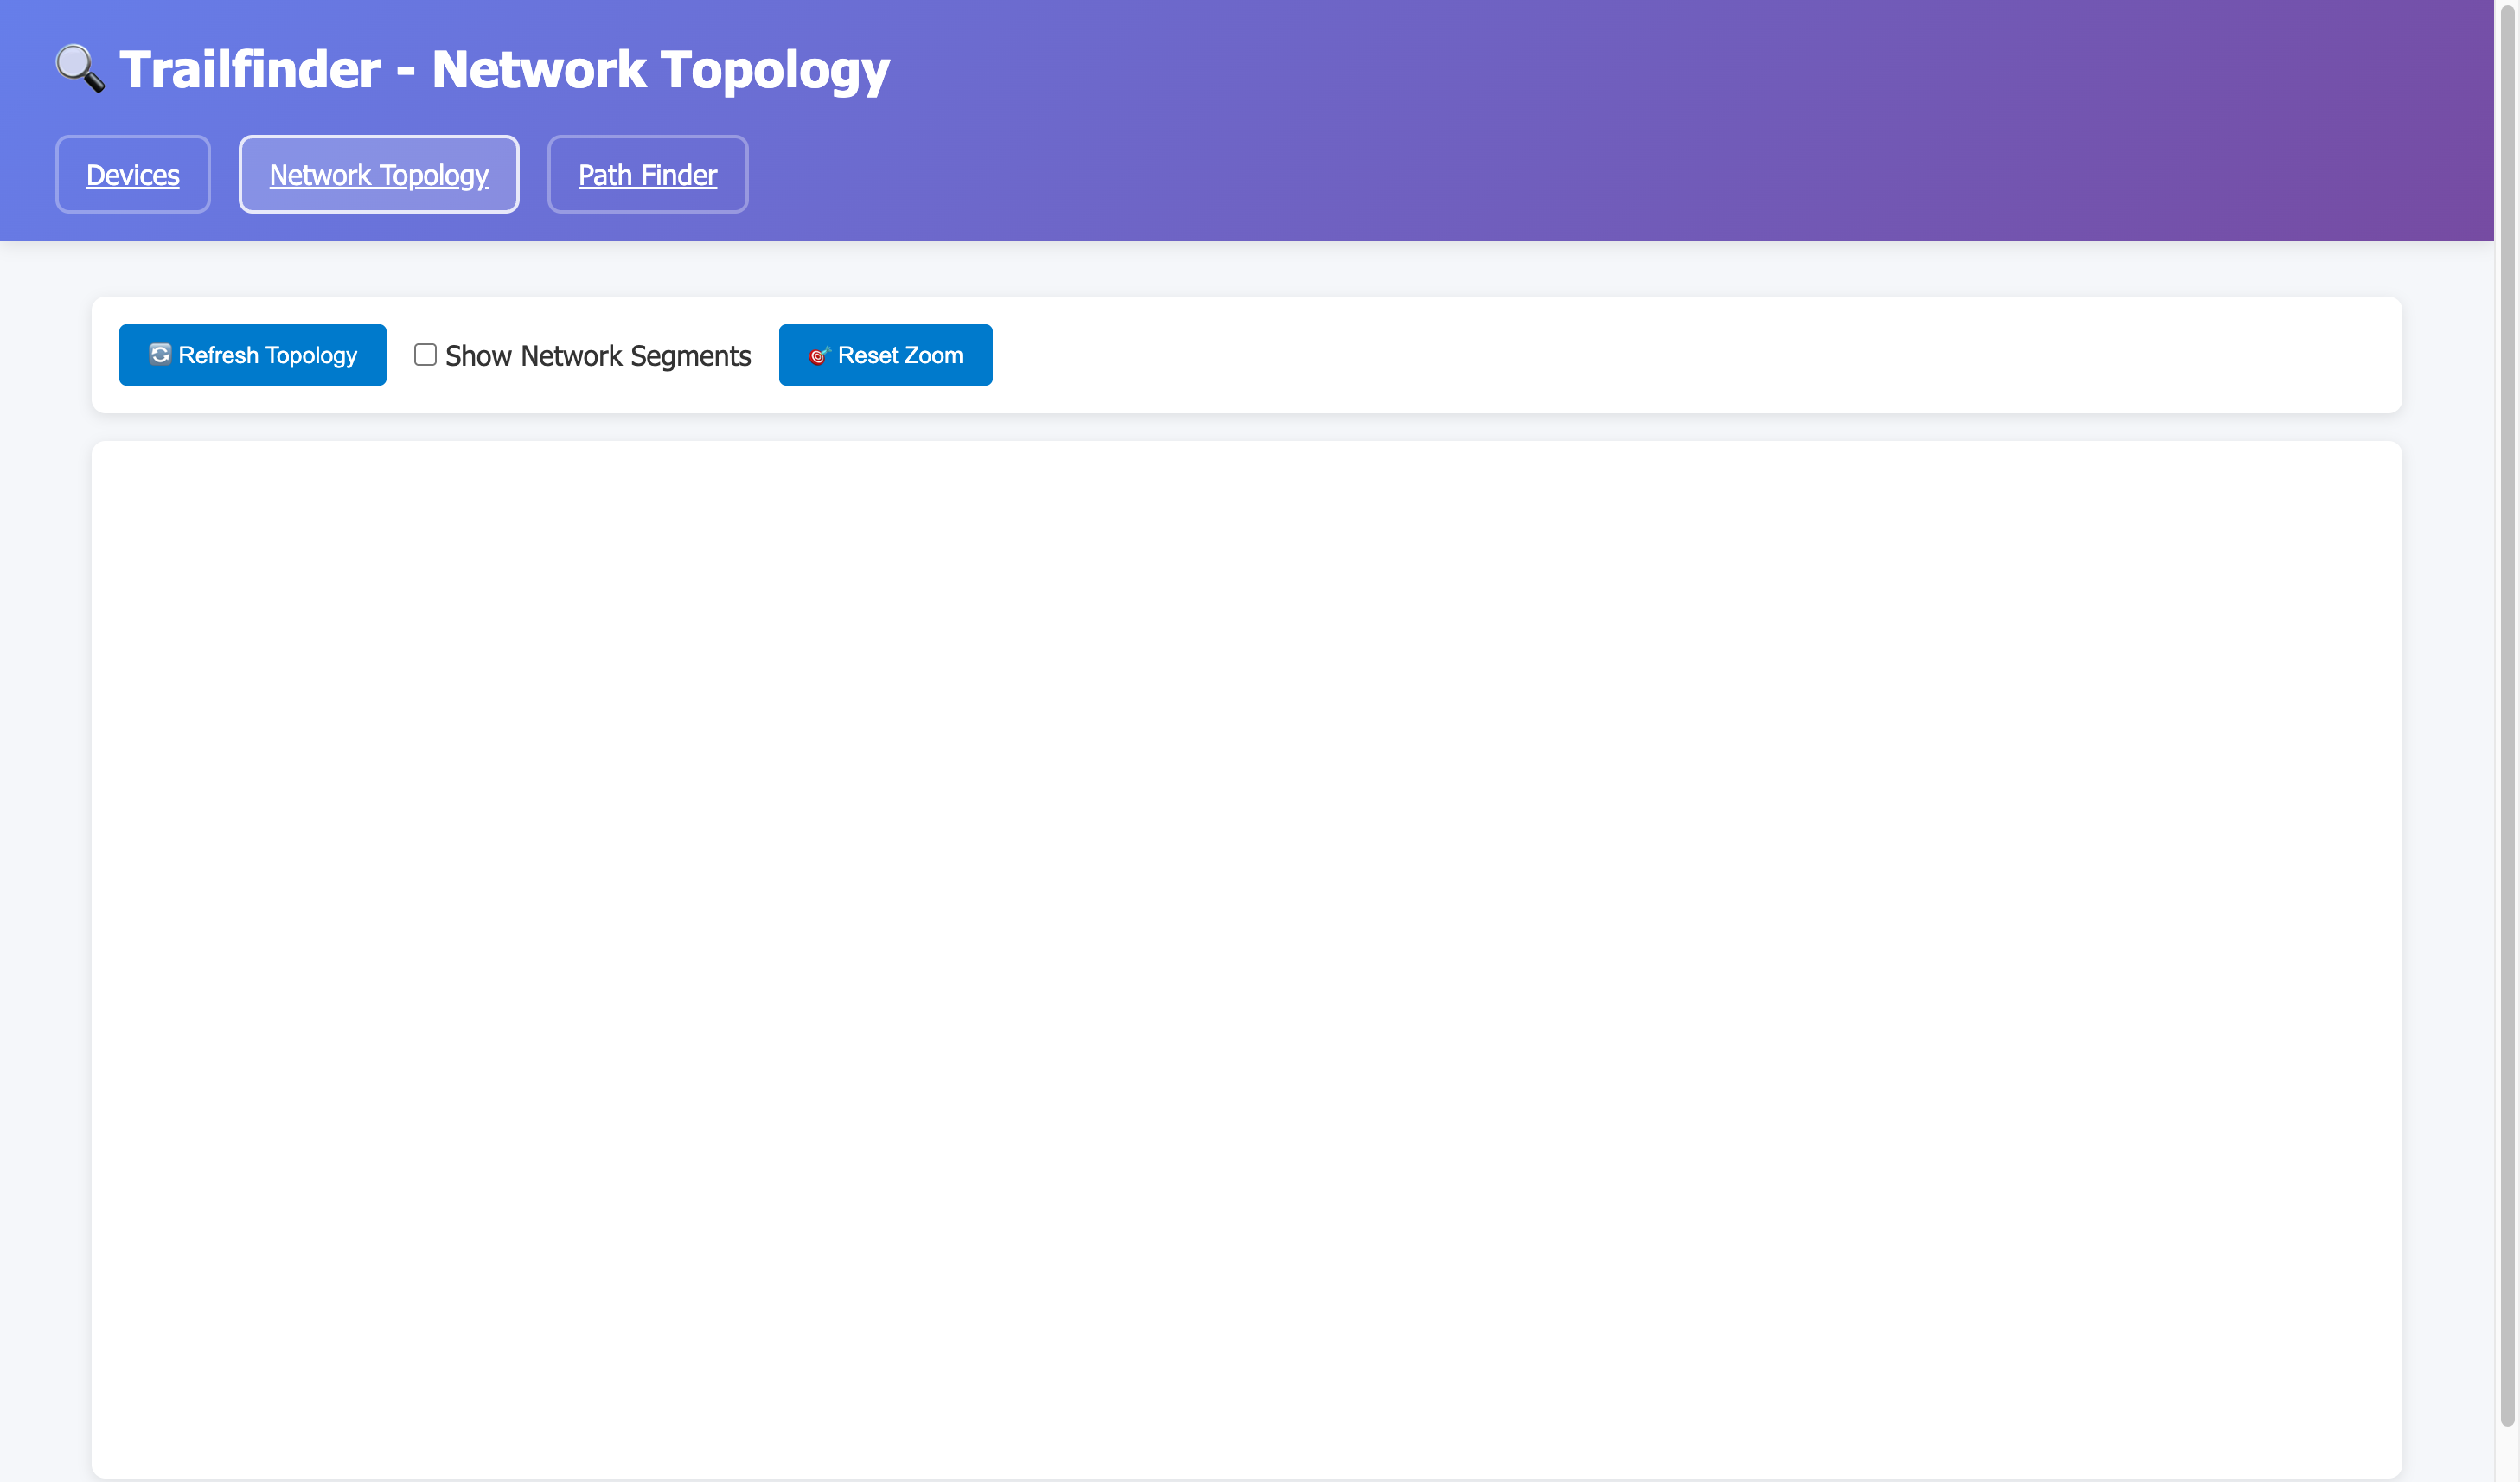 Trailfinder - Network Topology
Devices
Network Topology
Path Finder
Refresh Topology
Show Network Segments
Reset Zoom